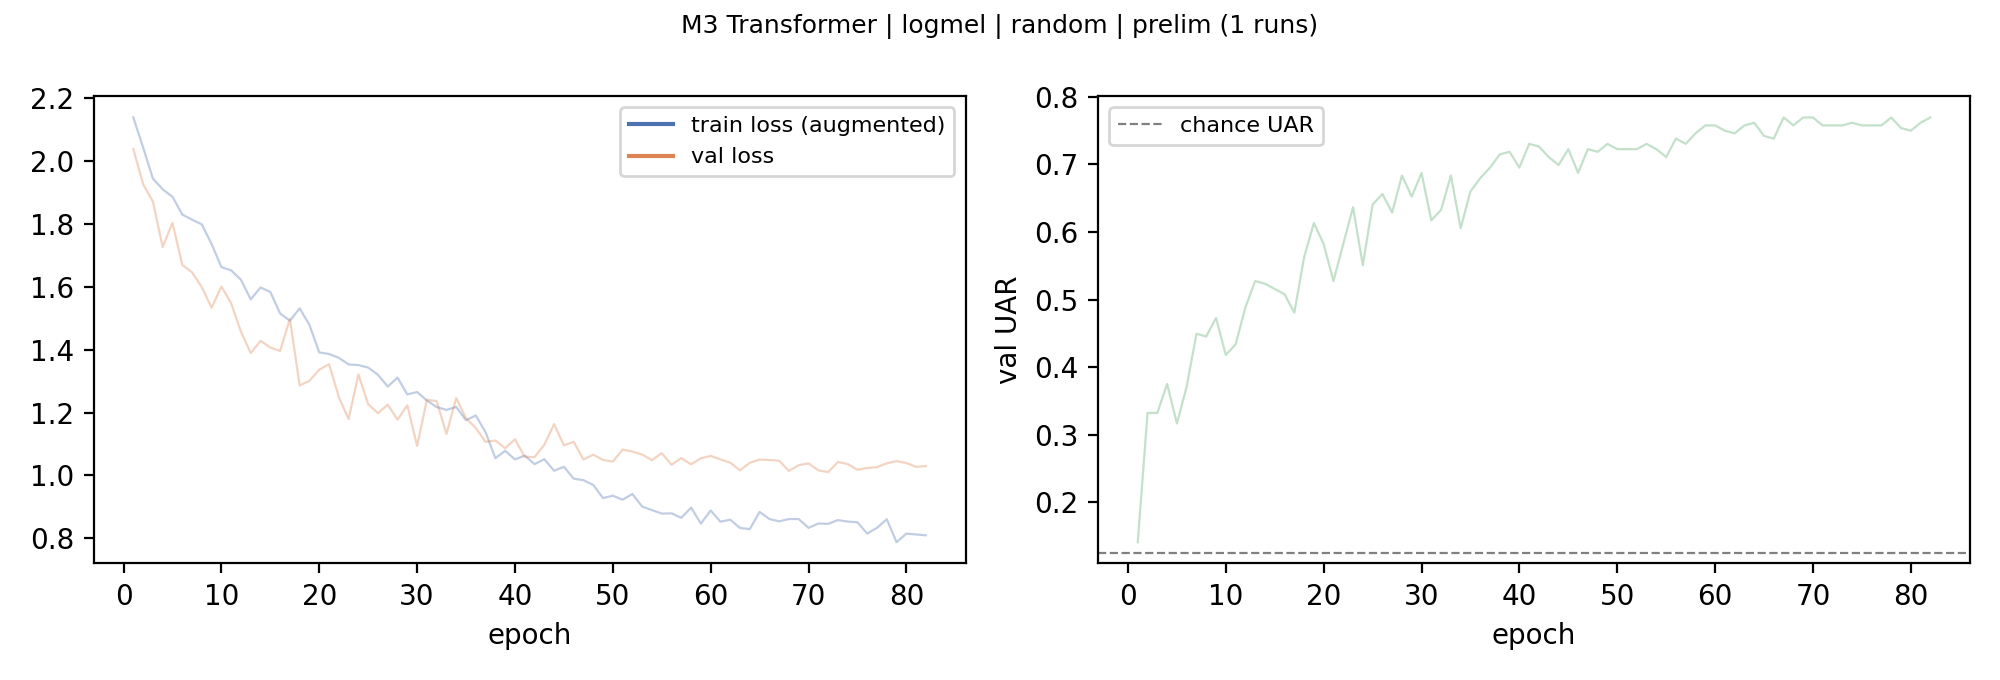 M3 Transformer | logmel | random | prelim (1 runs)
2.2
2.0
1.8
1.6
1.4
1.2
1.0
0.8
train loss (augmented)
val loss
0 10 20 30 40 50 60 70 80
epoch
val UAR
0.8
0.7
0.6
0.5
0.4
0.3
0.2
chance UAR
0 10 20 30 40 50 60 70 80
epoch